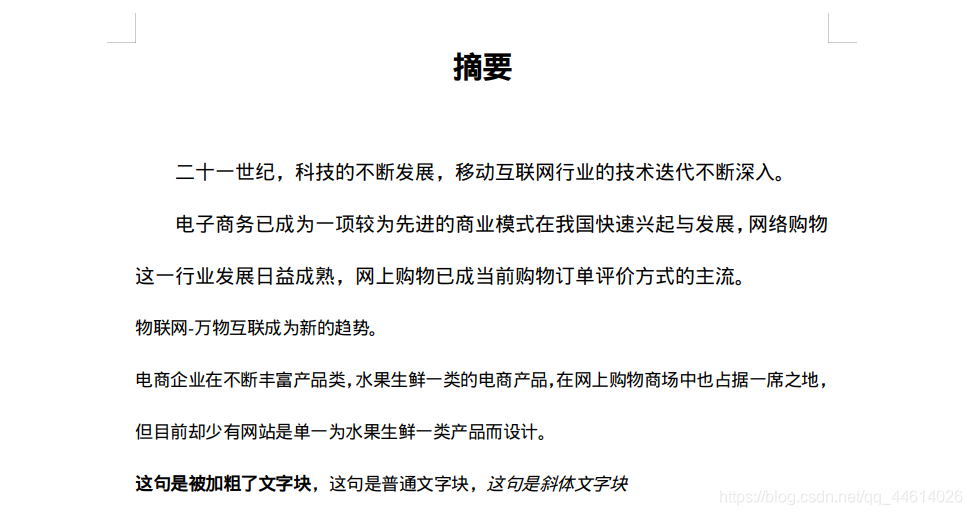 摘要
二十一世纪，科技的不断发展，移动互联网行业的技术迭代不断深入。
电子商务已成为一项较为先进的商业模式在我国快速兴起与发展，网络购物
这一行业发展日益成熟，网上购物已成当前购物订单评价方式的主流。
物联网-万物互联成为新的趋势。
电商企业在不断丰富产品类，水果生鲜一类的电商产品，在网上购物商场中也占据一席之地，
但目前却少有网站是单一为水果生鲜一类产品而设计。
这句是被加粗了文字块，这句是普通文字块，这句是斜体文字块
https://blog.csdn.net/qq_44614026